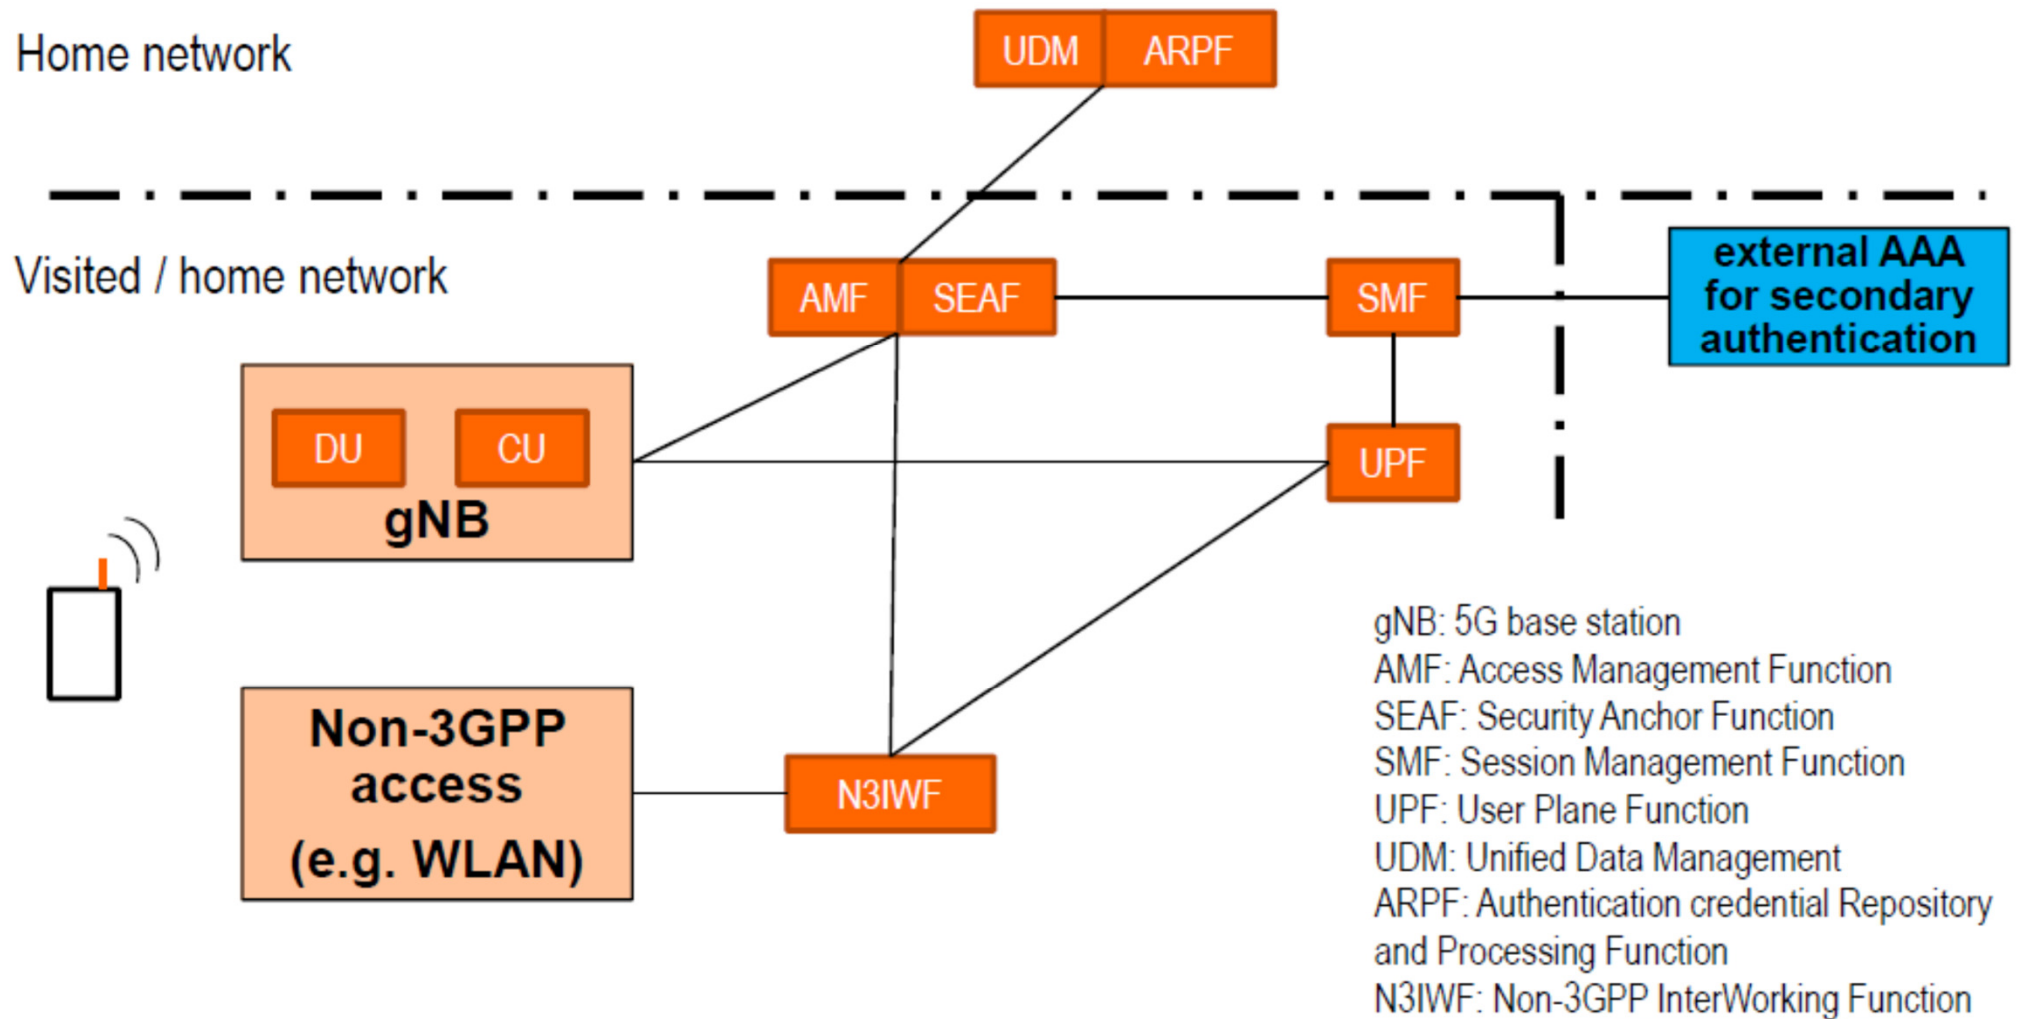 Home network
UDM
ARPF
Visited / home network
AMF
SEAF
SMF
external AAA
for secondary
authentication
DU
CU
gNB
UPF
Non-3GPP
access
(e.g. WLAN)
N3IWF
gNB: 5G base station
AMF: Access Management Function
SEAF: Security Anchor Function
SMF: Session Management Function
UPF: User Plane Function
UDM: Unified Data Management
ARPF: Authentication credential Repository
and Processing Function
N3IWF: Non-3GPP InterWorking Function